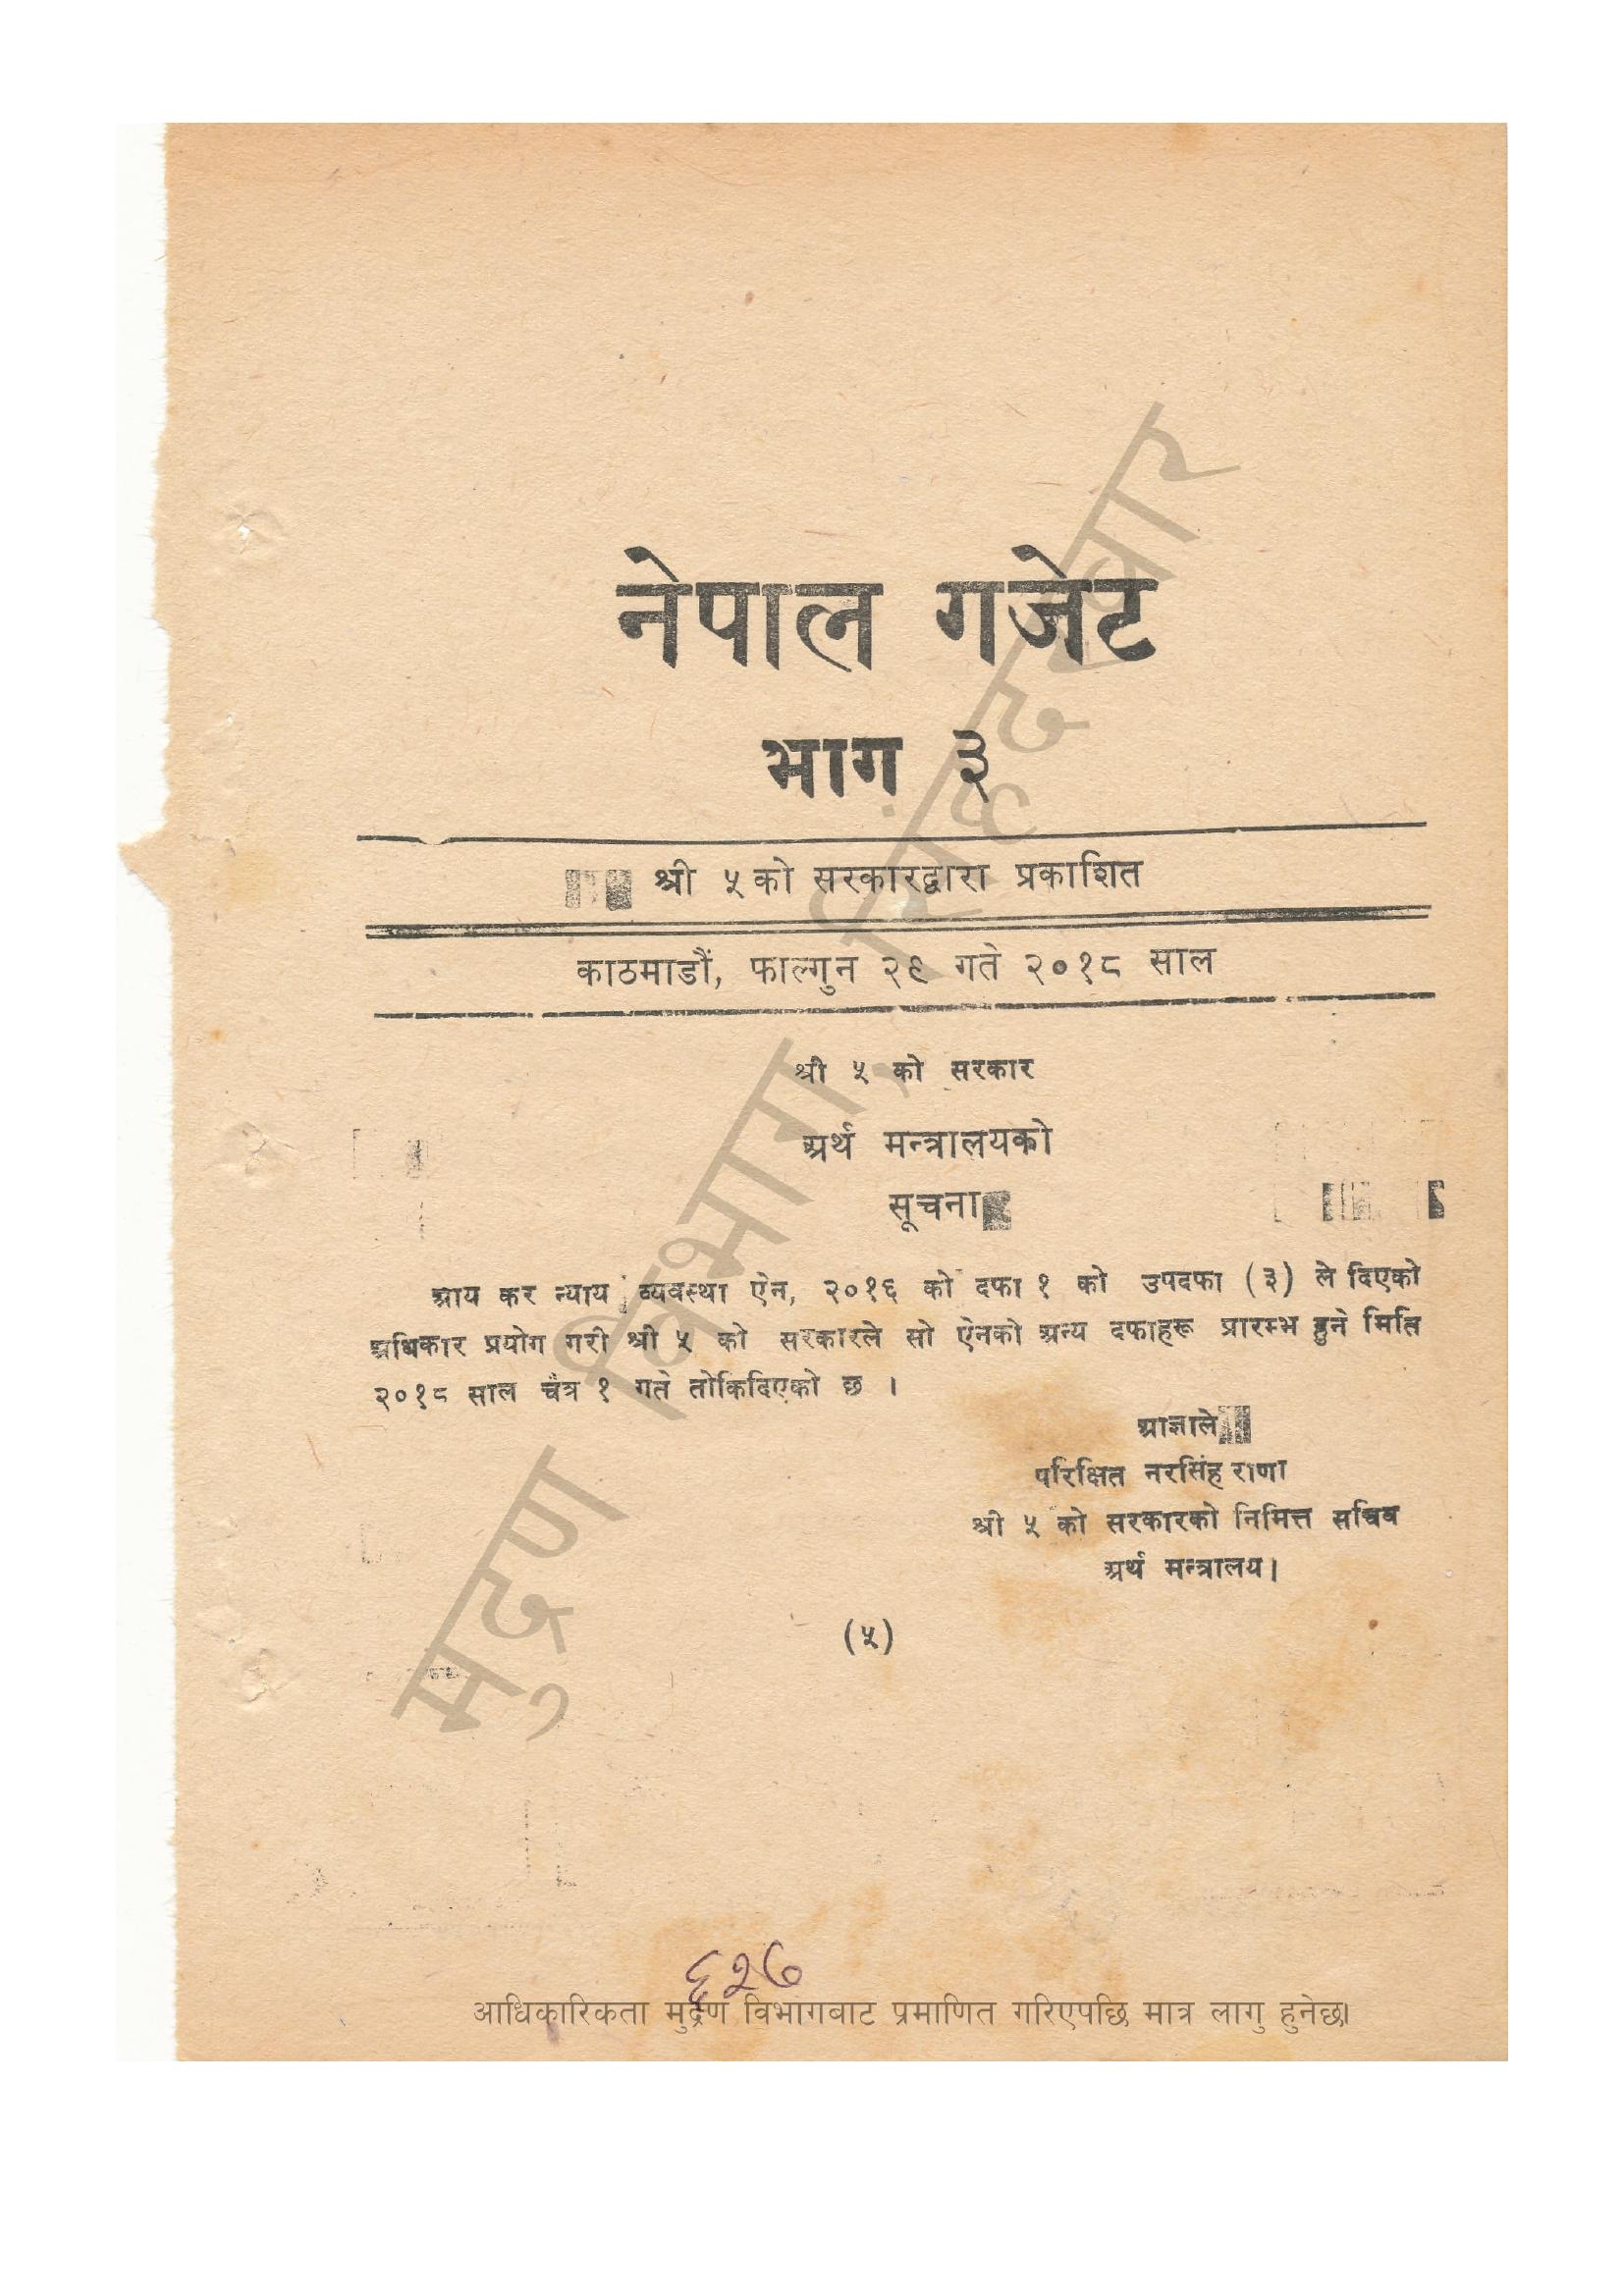 नेपाल गजेट
भाग ३
श्री ५ को सरकारद्वारा प्रकाशित
काठमाडौं, फाल्गुन २९ गते २०१८ साल
श्री ५ को सरकार
अर्थ मन्त्रालयको
सूचना
आय कर न्याय व्यवस्था ऐन, २०१६ को दफा १ को उपदफा (३) ले दिएको
अधिकार प्रयोग गरी श्री ५ को सरकारले सो ऐनको अन्य दफाहरू प्रारम्भ हुने मिति
२०१८ साल चैत्र १ गते तोकिदिएको छ ।
आज्ञाले
परिक्षित नरसिंह राणा
श्री ५ को सरकारको निमित्त सचिव
अर्थ मन्त्रालय।
(५)
मुद्रण विभाग, सिंहदरबार
६२७
आधिकारिकता मुद्रण विभागबाट प्रमाणित गरिएपछि मात्र लागु हुनेछ।